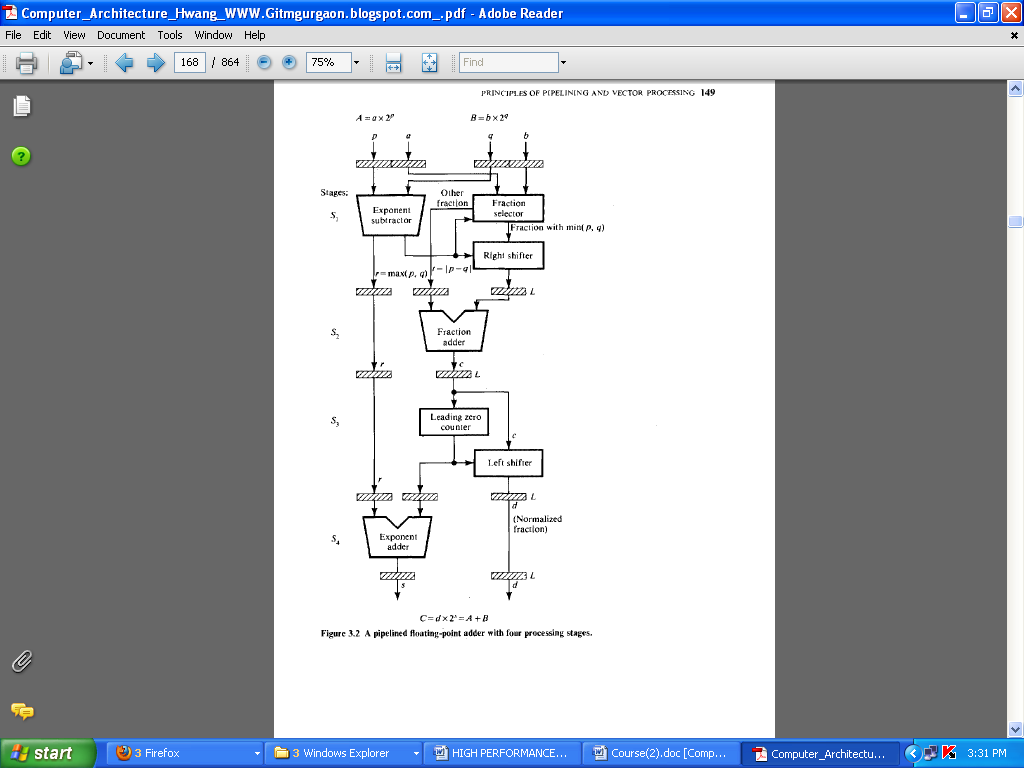 Computer_Architecture_Hwang_WWW.Gitmgurgaon.blogspot.com_.pdf - Adobe Reader
File Edit View Document Tools Window Help
168 / 864 75% Find
PRINCIPLES OF PIPELINING AND VECTOR PROCESSING 149
A = a × 2ᵖ B = b × 2^q
p a q b
Stages:
S₁
Exponent
subtractor
Other
fraction
Fraction
selector
Fraction with min(p, q)
Right shifter
r = max(p, q) t = |p − q|
L
S₂
Fraction
adder
r c
L
S₃
Leading zero
counter
c
Left shifter
r
L
d
(Normalized
fraction)
S₄
Exponent
adder
L
s d
C = d × 2ˢ = A + B
Figure 3.2 A pipelined floating-point adder with four processing stages.
start 3 Firefox 3 Windows Explorer HIGH PERFORMANCE... Course(2).doc [Comp... Computer_Architectu... 3:31 PM